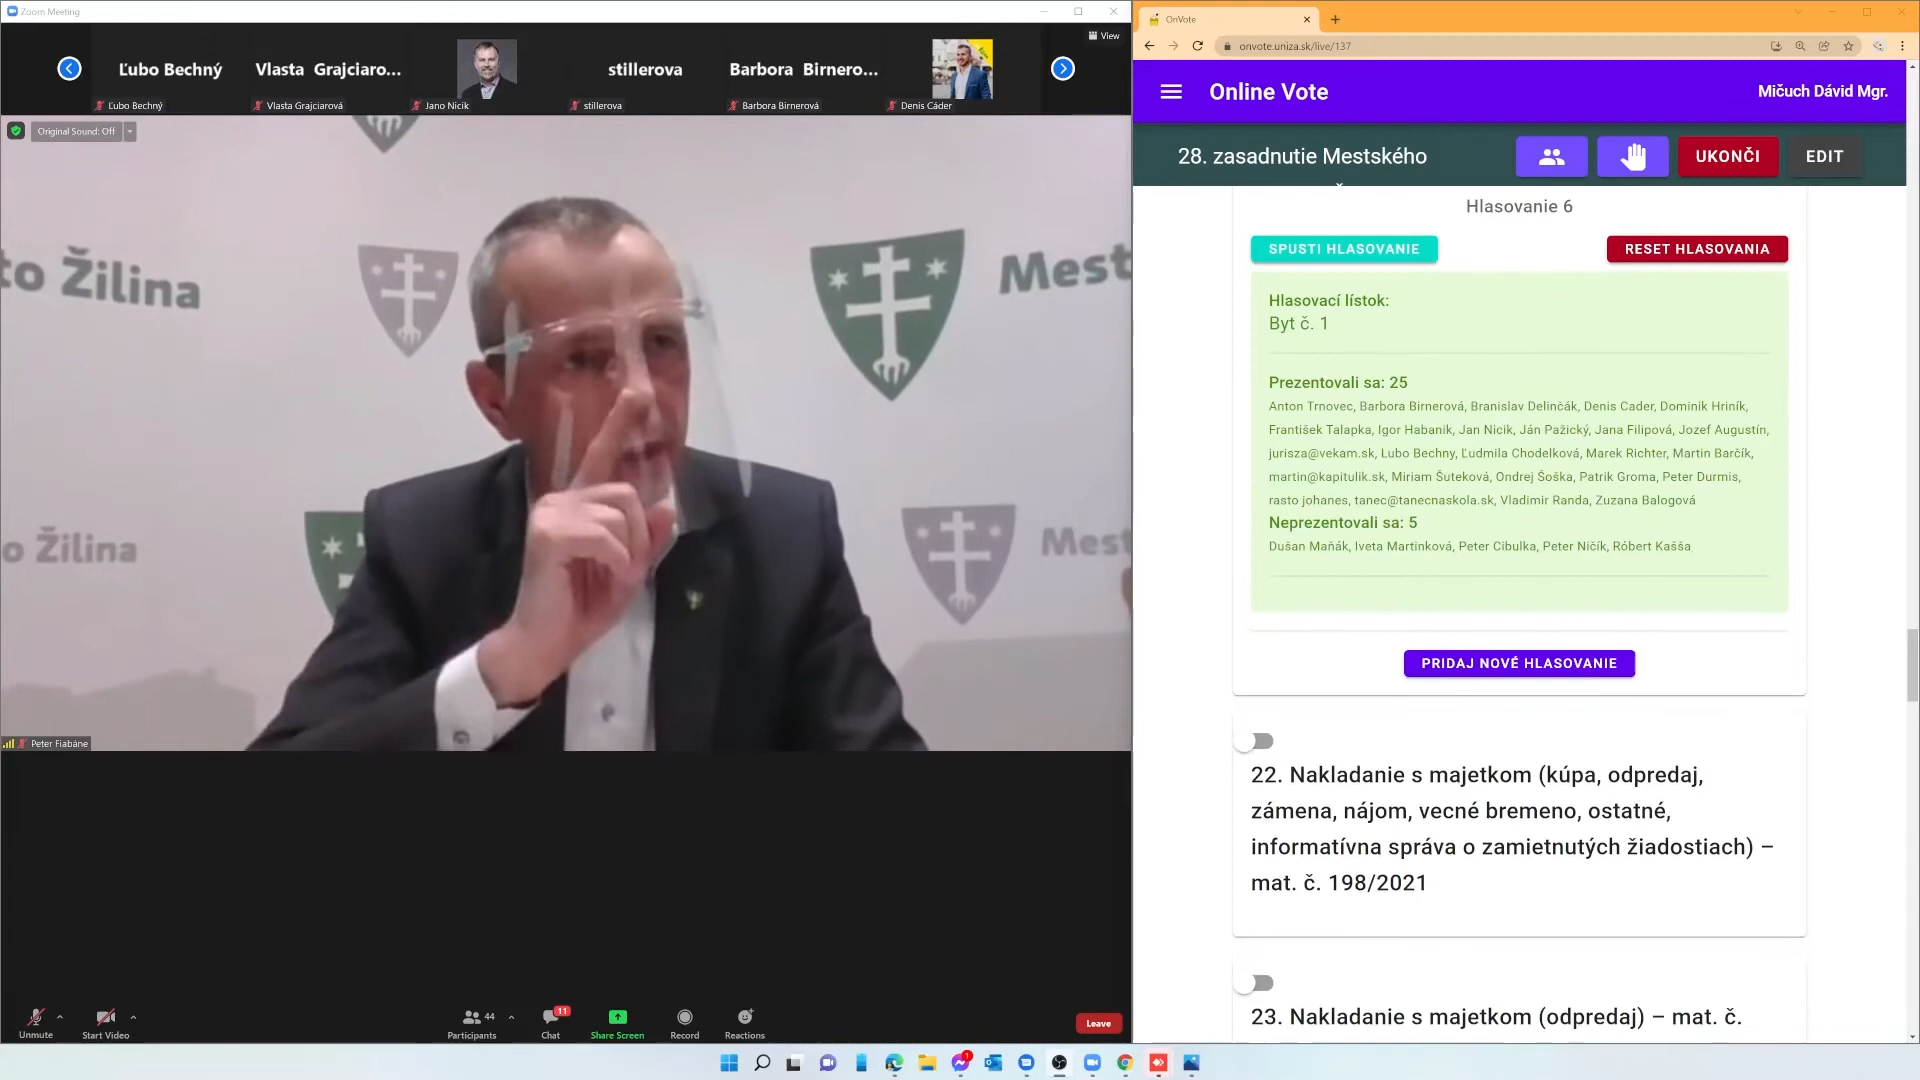 Zoom Meeting
View
Ľubo Bechný
Vlasta Grajciaro...
stillerova
Barbora Birnero...
Ľubo Bechný
Vlasta Grajciarová
Jano Nicík
stillerova
Barbora Birnerová
Denis Cáder
Original Sound: Off
to Žilina
Mest
o Žilina
Mest
Peter Fiabáne
Unmute
Start Video
44
Participants
11
Chat
Share Screen
Record
Reactions
Leave
OnVote
onvote.uniza.sk/live/137
Online Vote
Mičuch Dávid Mgr.
28. zasadnutie Mestského
UKONČI
EDIT
Hlasovanie 6
SPUSTI HLASOVANIE
RESET HLASOVANIA
Hlasovací lístok:
Byt č. 1
Prezentovali sa: 25
Anton Trnovec, Barbora Birnerová, Branislav Delinčák, Denis Cader, Dominik Hriník,
František Talapka, Igor Habanik, Jan Nicik, Ján Pažický, Jana Filipová, Jozef Augustín,
jurisza@vekam.sk, Lubo Bechny, Ľudmila Chodelková, Marek Richter, Martin Barčík,
martin@kapitulik.sk, Miriam Šuteková, Ondrej Šoška, Patrik Groma, Peter Durmis,
rasto johanes, tanec@tanecnaskola.sk, Vladimir Randa, Zuzana Balogová
Neprezentovali sa: 5
Dušan Maňák, Iveta Martinková, Peter Cibulka, Peter Ničík, Róbert Kašša
PRIDAJ NOVÉ HLASOVANIE
22. Nakladanie s majetkom (kúpa, odpredaj,
zámena, nájom, vecné bremeno, ostatné,
informatívna správa o zamietnutých žiadostiach) –
mat. č. 198/2021
23. Nakladanie s majetkom (odpredaj) – mat. č.